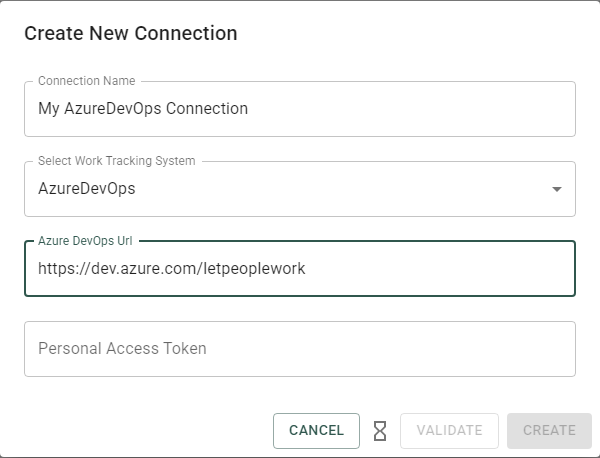 Create New Connection
Connection Name
My AzureDevOps Connection
Select Work Tracking System
AzureDevOps
Azure DevOps Url
https://dev.azure.com/letpeoplework
Personal Access Token
CANCEL VALIDATE CREATE